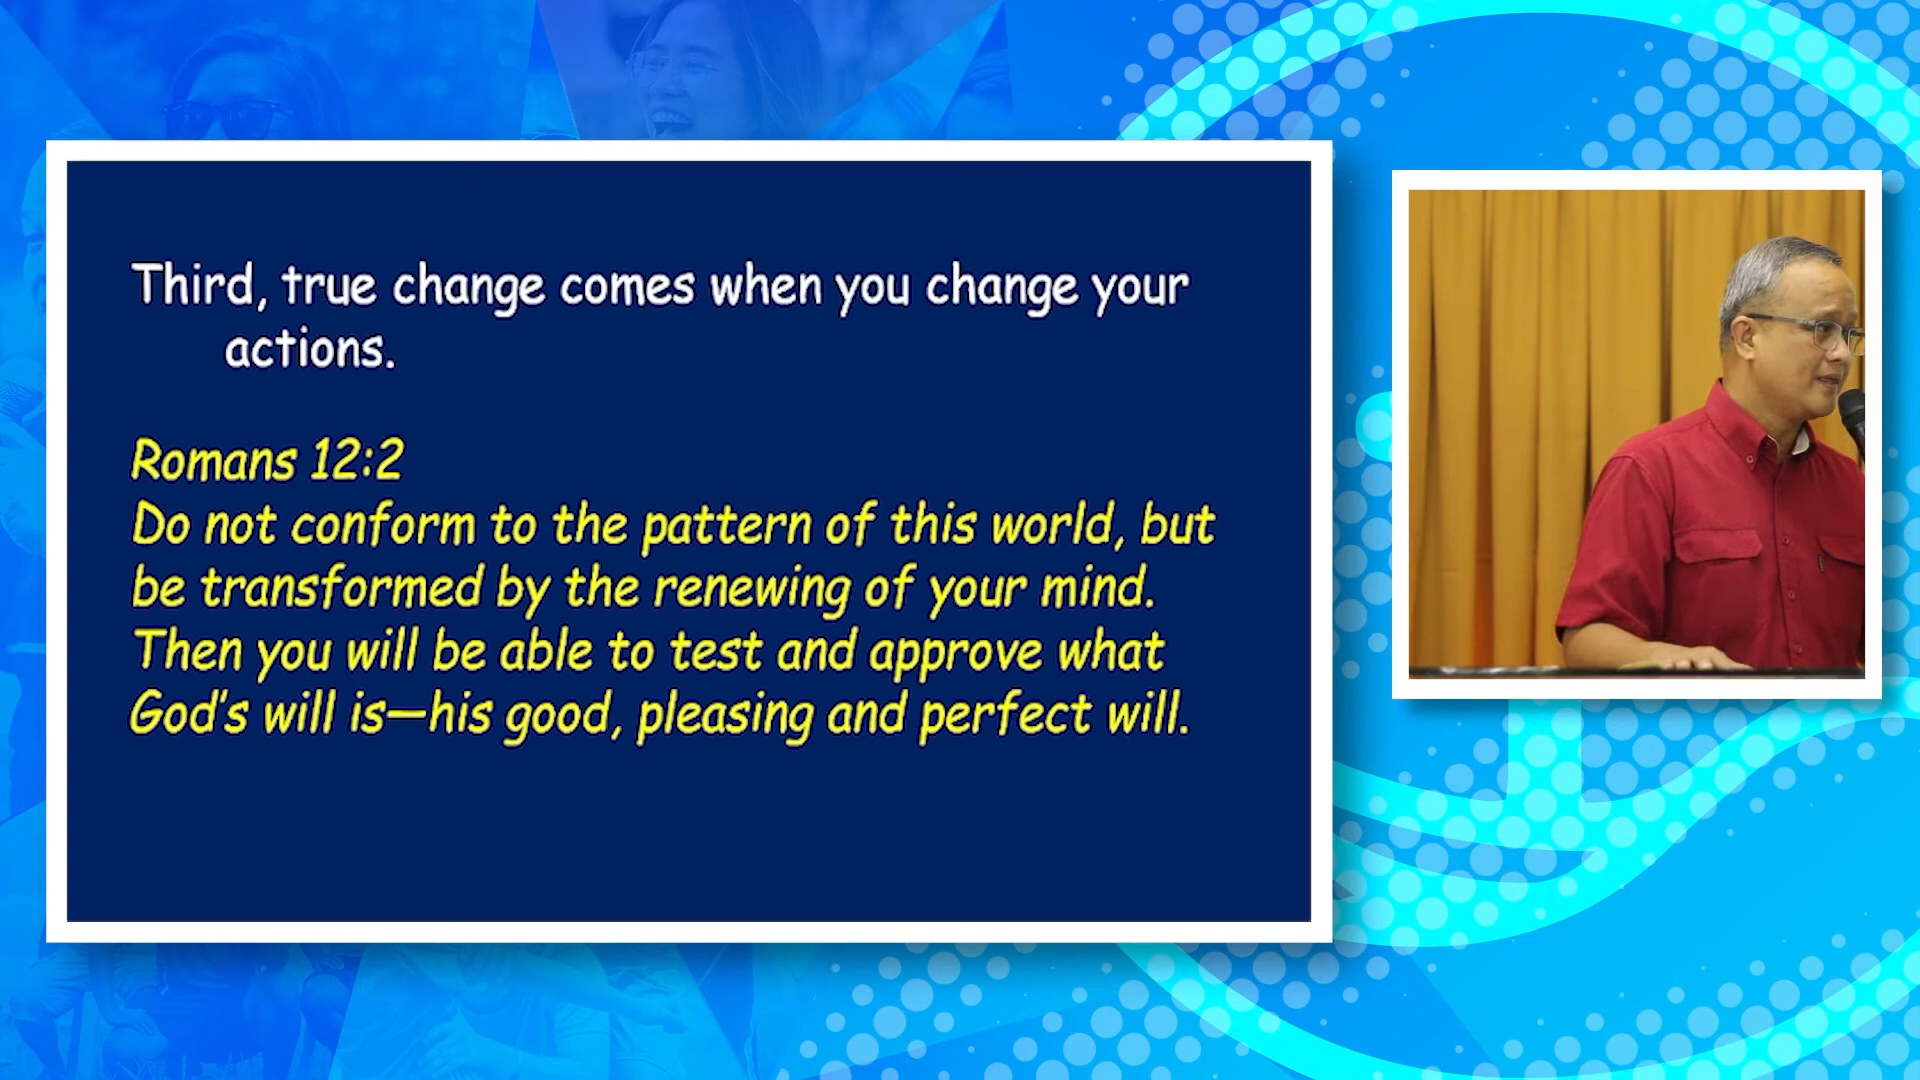 Third, true change comes when you change your
actions.
Romans 12:2
Do not conform to the pattern of this world, but
be transformed by the renewing of your mind.
Then you will be able to test and approve what
God’s will is—his good, pleasing and perfect will.